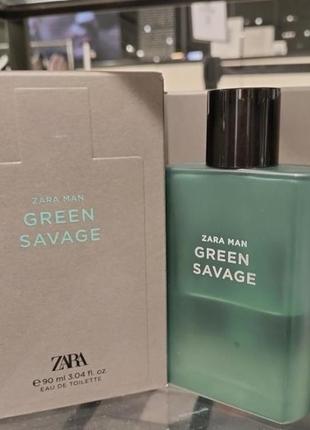 ZARA MAN
GREEN
SAVAGE
ZARA
e 90 ml 3.04 fl. oz
EAU DE TOILETTE
ZARA MAN
GREEN
SAVAGE